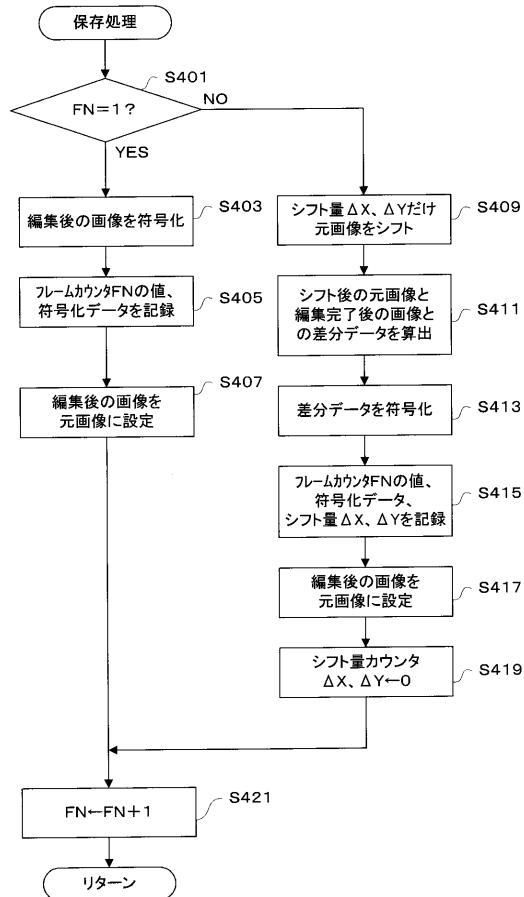 保存処理
S401
FN=1?
NO
YES
編集後の画像を符号化
S403
フレームカウンタFNの値、
符号化データを記録
S405
編集後の画像を
元画像に設定
S407
シフト量ΔX、ΔYだけ
元画像をシフト
S409
シフト後の元画像と
編集完了後の画像と
の差分データを算出
S411
差分データを符号化
S413
フレームカウンタFNの値、
符号化データ、
シフト量ΔX、ΔYを記録
S415
編集後の画像を
元画像に設定
S417
シフト量カウンタ
ΔX、ΔY←0
S419
FN←FN+1
S421
リターン